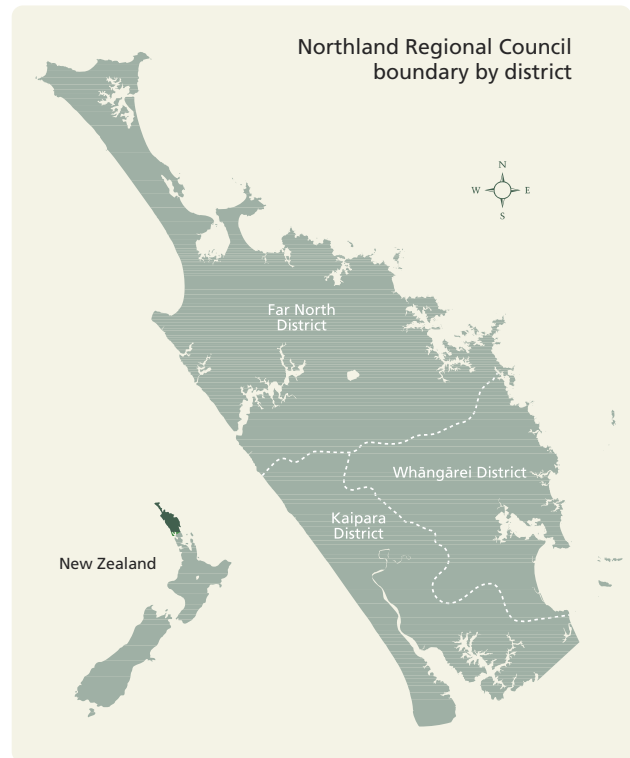 Northland Regional Council
boundary by district
N
W E
S
Far North
District
Whāngārei District
Kaipara
District
New Zealand